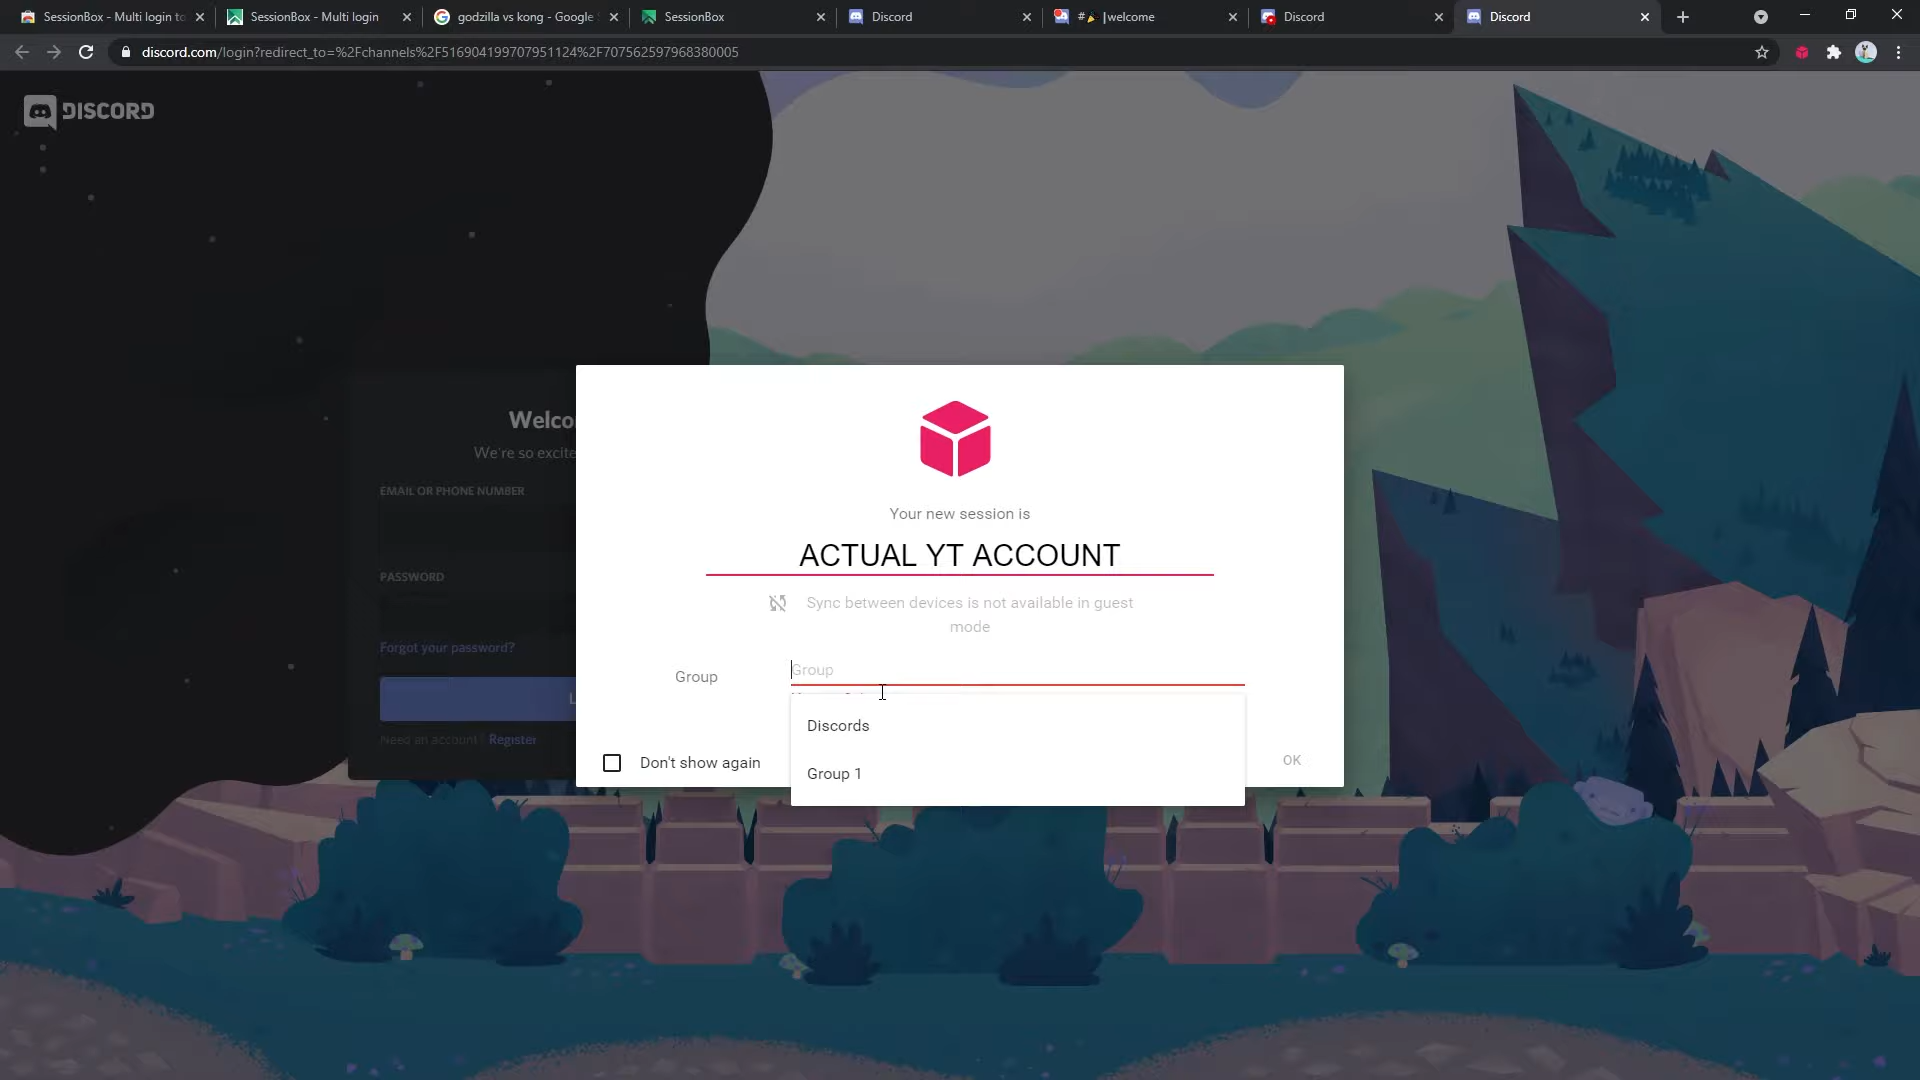 SessionBox - Multi login to
SessionBox - Multi login
godzilla vs kong - Google
SessionBox
Discord
# |welcome
Discord
Discord
discord.com/login?redirect_to=%2Fchannels%2F516904199707951124%2F707562597968380005
DISCORD
Welco
We're so excite
EMAIL OR PHONE NUMBER
PASSWORD
Forgot your password?
L
Need an account? Register
Your new session is
ACTUAL YT ACCOUNT
Sync between devices is not available in guest
mode
Group
Group
Discords
Group 1
Don't show again
OK